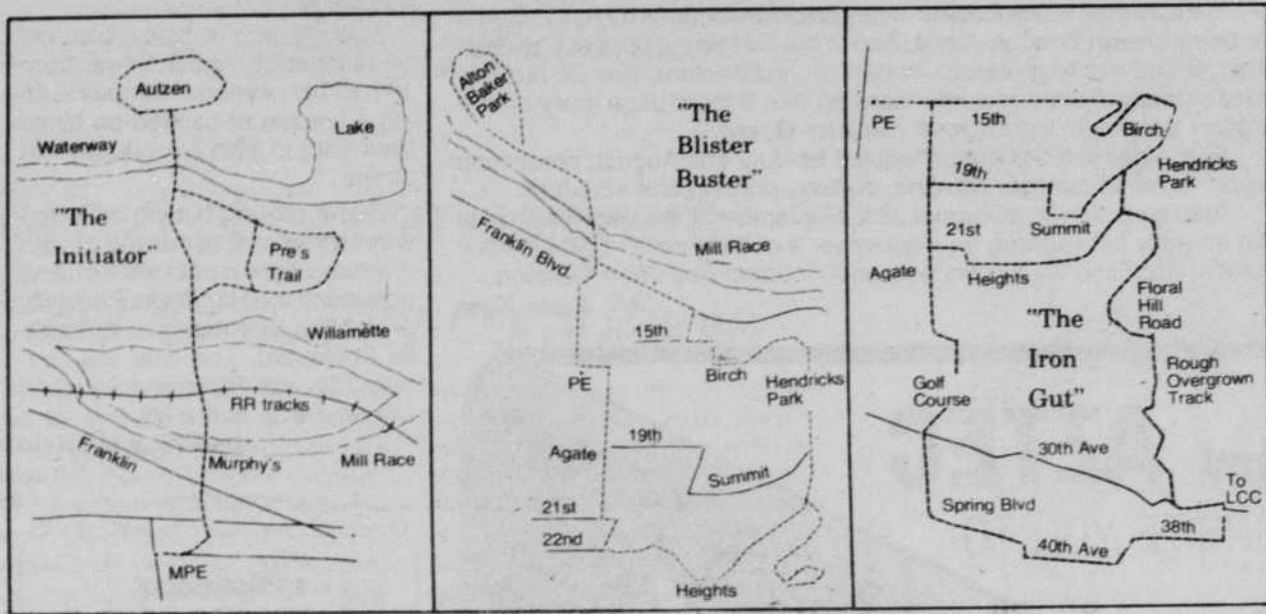 Autzen
Lake
Waterway
"The
Initiator"
Pre's
Trail
Willamette
RR tracks
Franklin
Murphy's
Mill Race
MPE
Alton
Baker
Park
"The
Blister
Buster"
Franklin Blvd.
Mill Race
15th
PE
Birch
Hendricks
Park
Agate
19th
Summit
21st
22nd
Heights
PE
15th
Birch
19th
Hendricks
Park
Summit
21st
Agate
Heights
Floral
Hill
Road
"The
Iron
Gut"
Golf
Course
Rough
Overgrown
Track
30th Ave
To
LCC
Spring Blvd
38th
40th Ave